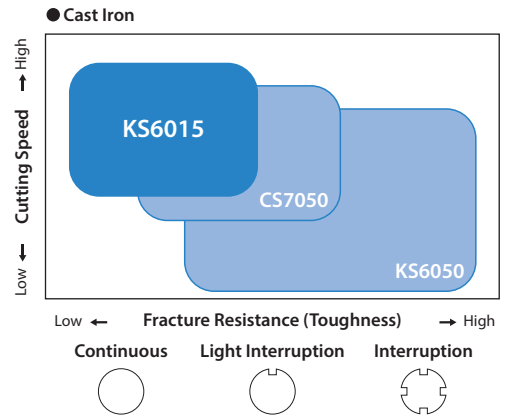 ● Cast Iron
Low ← Cutting Speed → High
KS6015
CS7050
KS6050
Low ← Fracture Resistance (Toughness) → High
Continuous Light Interruption Interruption